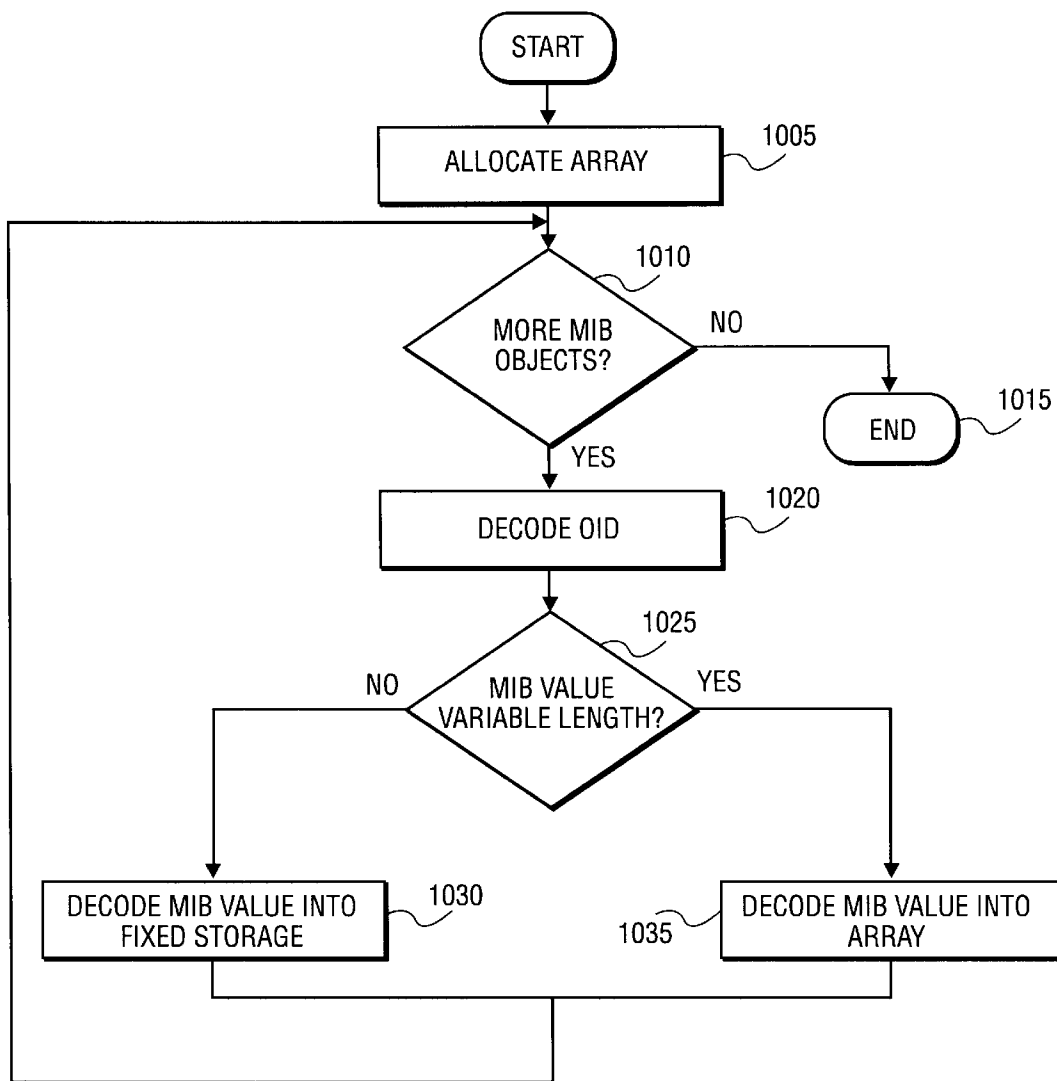 START
ALLOCATE ARRAY
1005
1010
MORE MIB
OBJECTS?
NO
END
1015
YES
DECODE OID
1020
1025
NO
MIB VALUE
VARIABLE LENGTH?
YES
DECODE MIB VALUE INTO
FIXED STORAGE
1030
1035
DECODE MIB VALUE INTO
ARRAY